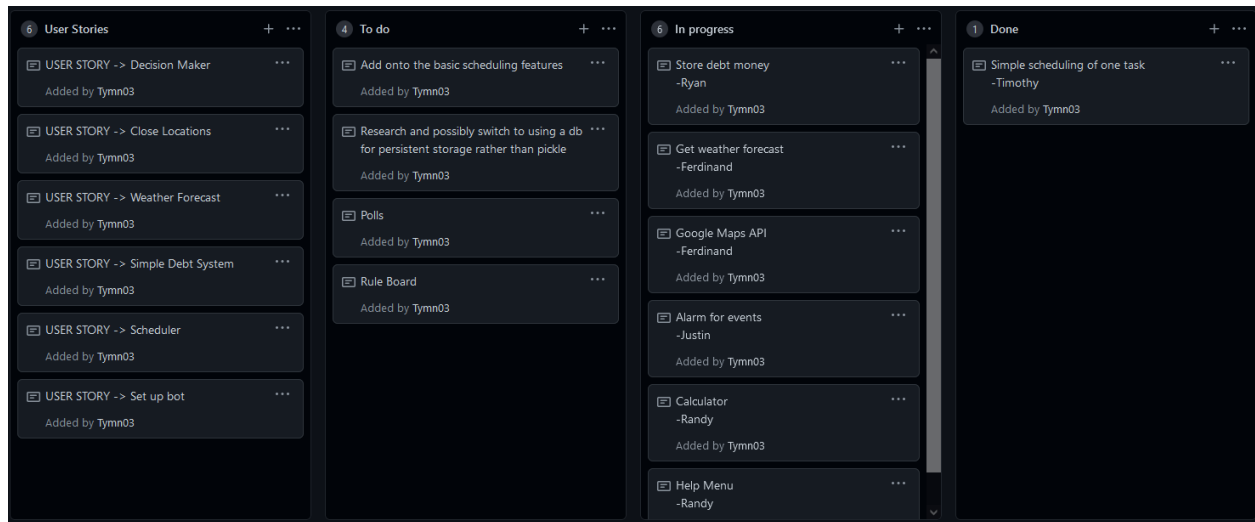 6 User Stories
USER STORY -> Decision Maker
Added by Tymn03
USER STORY -> Close Locations
Added by Tymn03
USER STORY -> Weather Forecast
Added by Tymn03
USER STORY -> Simple Debt System
Added by Tymn03
USER STORY -> Scheduler
Added by Tymn03
USER STORY -> Set up bot
Added by Tymn03
4 To do
Add onto the basic scheduling features
Added by Tymn03
Research and possibly switch to using a db
for persistent storage rather than pickle
Added by Tymn03
Polls
Added by Tymn03
Rule Board
Added by Tymn03
6 In progress
Store debt money
-Ryan
Added by Tymn03
Get weather forecast
-Ferdinand
Added by Tymn03
Google Maps API
-Ferdinand
Added by Tymn03
Alarm for events
-Justin
Added by Tymn03
Calculator
-Randy
Added by Tymn03
Help Menu
-Randy
1 Done
Simple scheduling of one task
-Timothy
Added by Tymn03